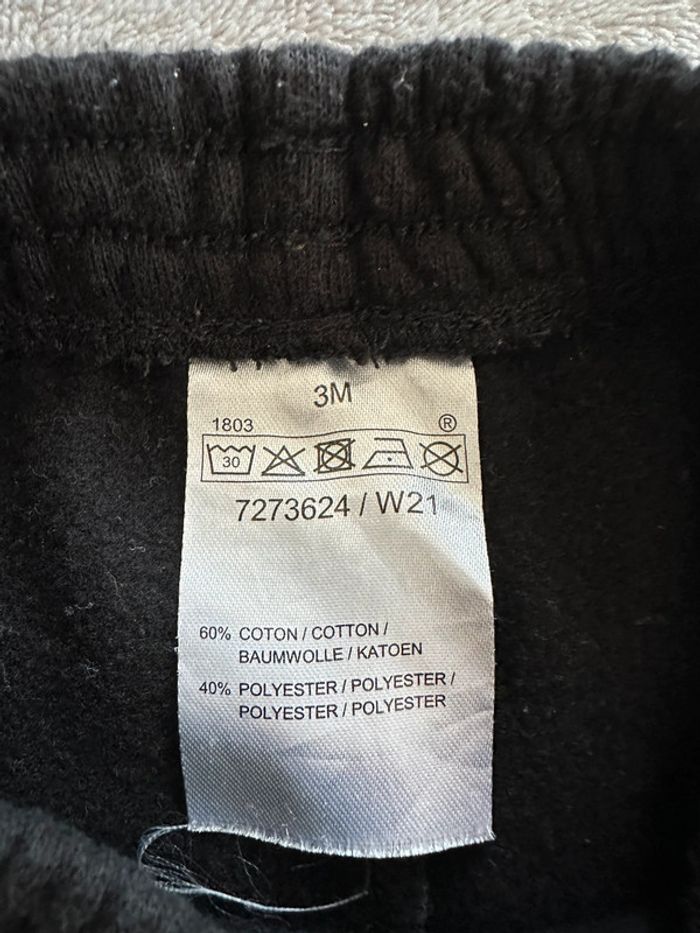 3M
1803 ®
30
7273624 / W21
60% COTON / COTTON /
BAUMWOLLE / KATOEN
40% POLYESTER / POLYESTER /
POLYESTER / POLYESTER